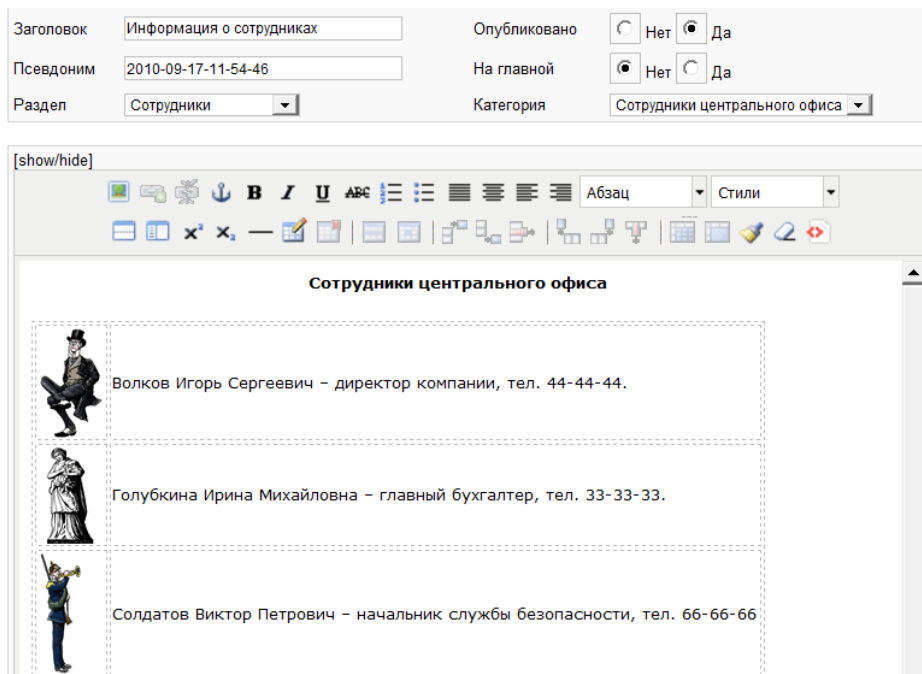 Заголовок Информация о сотрудниках Опубликовано Нет Да
Псевдоним 2010-09-17-11-54-46 На главной Нет Да
Раздел Сотрудники Категория Сотрудники центрального офиса
[show/hide]
B I U ABC Абзац Стили
x² x₂
Сотрудники центрального офиса
Волков Игорь Сергеевич – директор компании, тел. 44-44-44.
Голубкина Ирина Михайловна – главный бухгалтер, тел. 33-33-33.
Солдатов Виктор Петрович – начальник службы безопасности, тел. 66-66-66